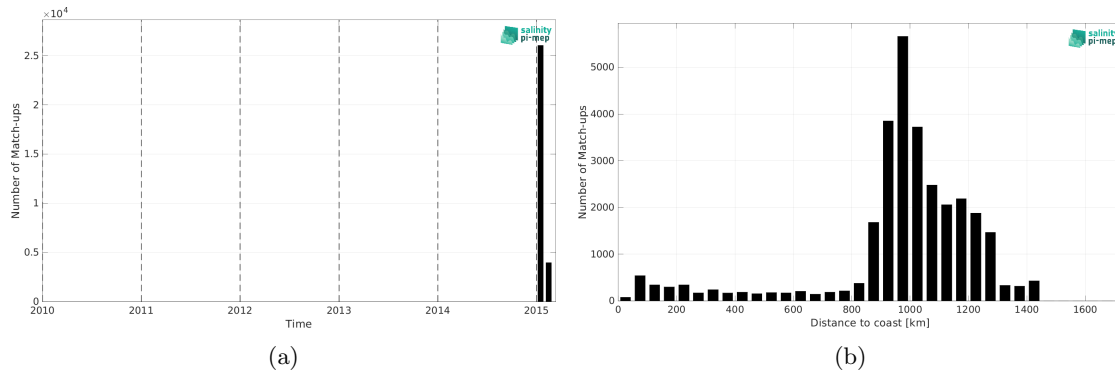 ×10⁴
salinity
pi-mep
2.5
2
1.5
1
0.5
0
Number of Match-ups
2010 2011 2012 2013 2014 2015
Time
(a)
salinity
pi-mep
5000
4000
3000
2000
1000
0
Number of Match-ups
0 200 400 600 800 1000 1200 1400 1600
Distance to coast [km]
(b)